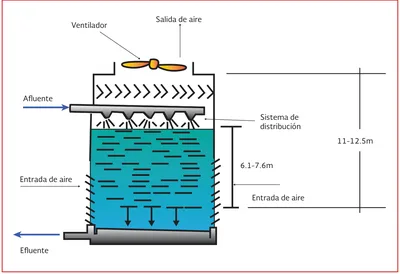 Salida de aire
Ventilador
Afluente
Sistema de
distribución
11-12.5m
6.1-7.6m
Entrada de aire
Entrada de aire
Efluente